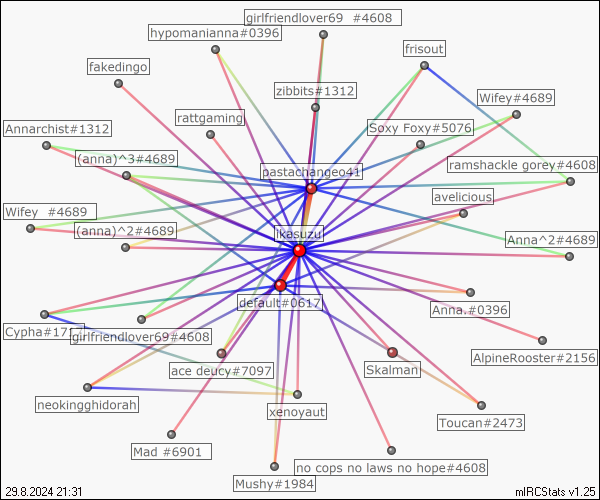 girlfriendlover69 #4608
hypomanianna#0396
frisout
fakedingo
zibbits#1312
Wifey#4689
rattgaming
Annarchist#1312
Soxy Foxy#5076
(anna)^3#4689
pastachangeo41
ramshackle gorey#4608
avelicious
Wifey #4689
(anna)^2#4689
ikasuzu
Anna^2#4689
default#0617
Anna.#0396
Cypha#17
girlfriendlover69#4608
AlpineRooster#2156
ace deucy#7097
Skalman
neokingghidorah
xenoyaut
Toucan#2473
Mad #6901
no cops no laws no hope#4608
Mushy#1984
29.8.2024 21:31
mIRCStats v1.25